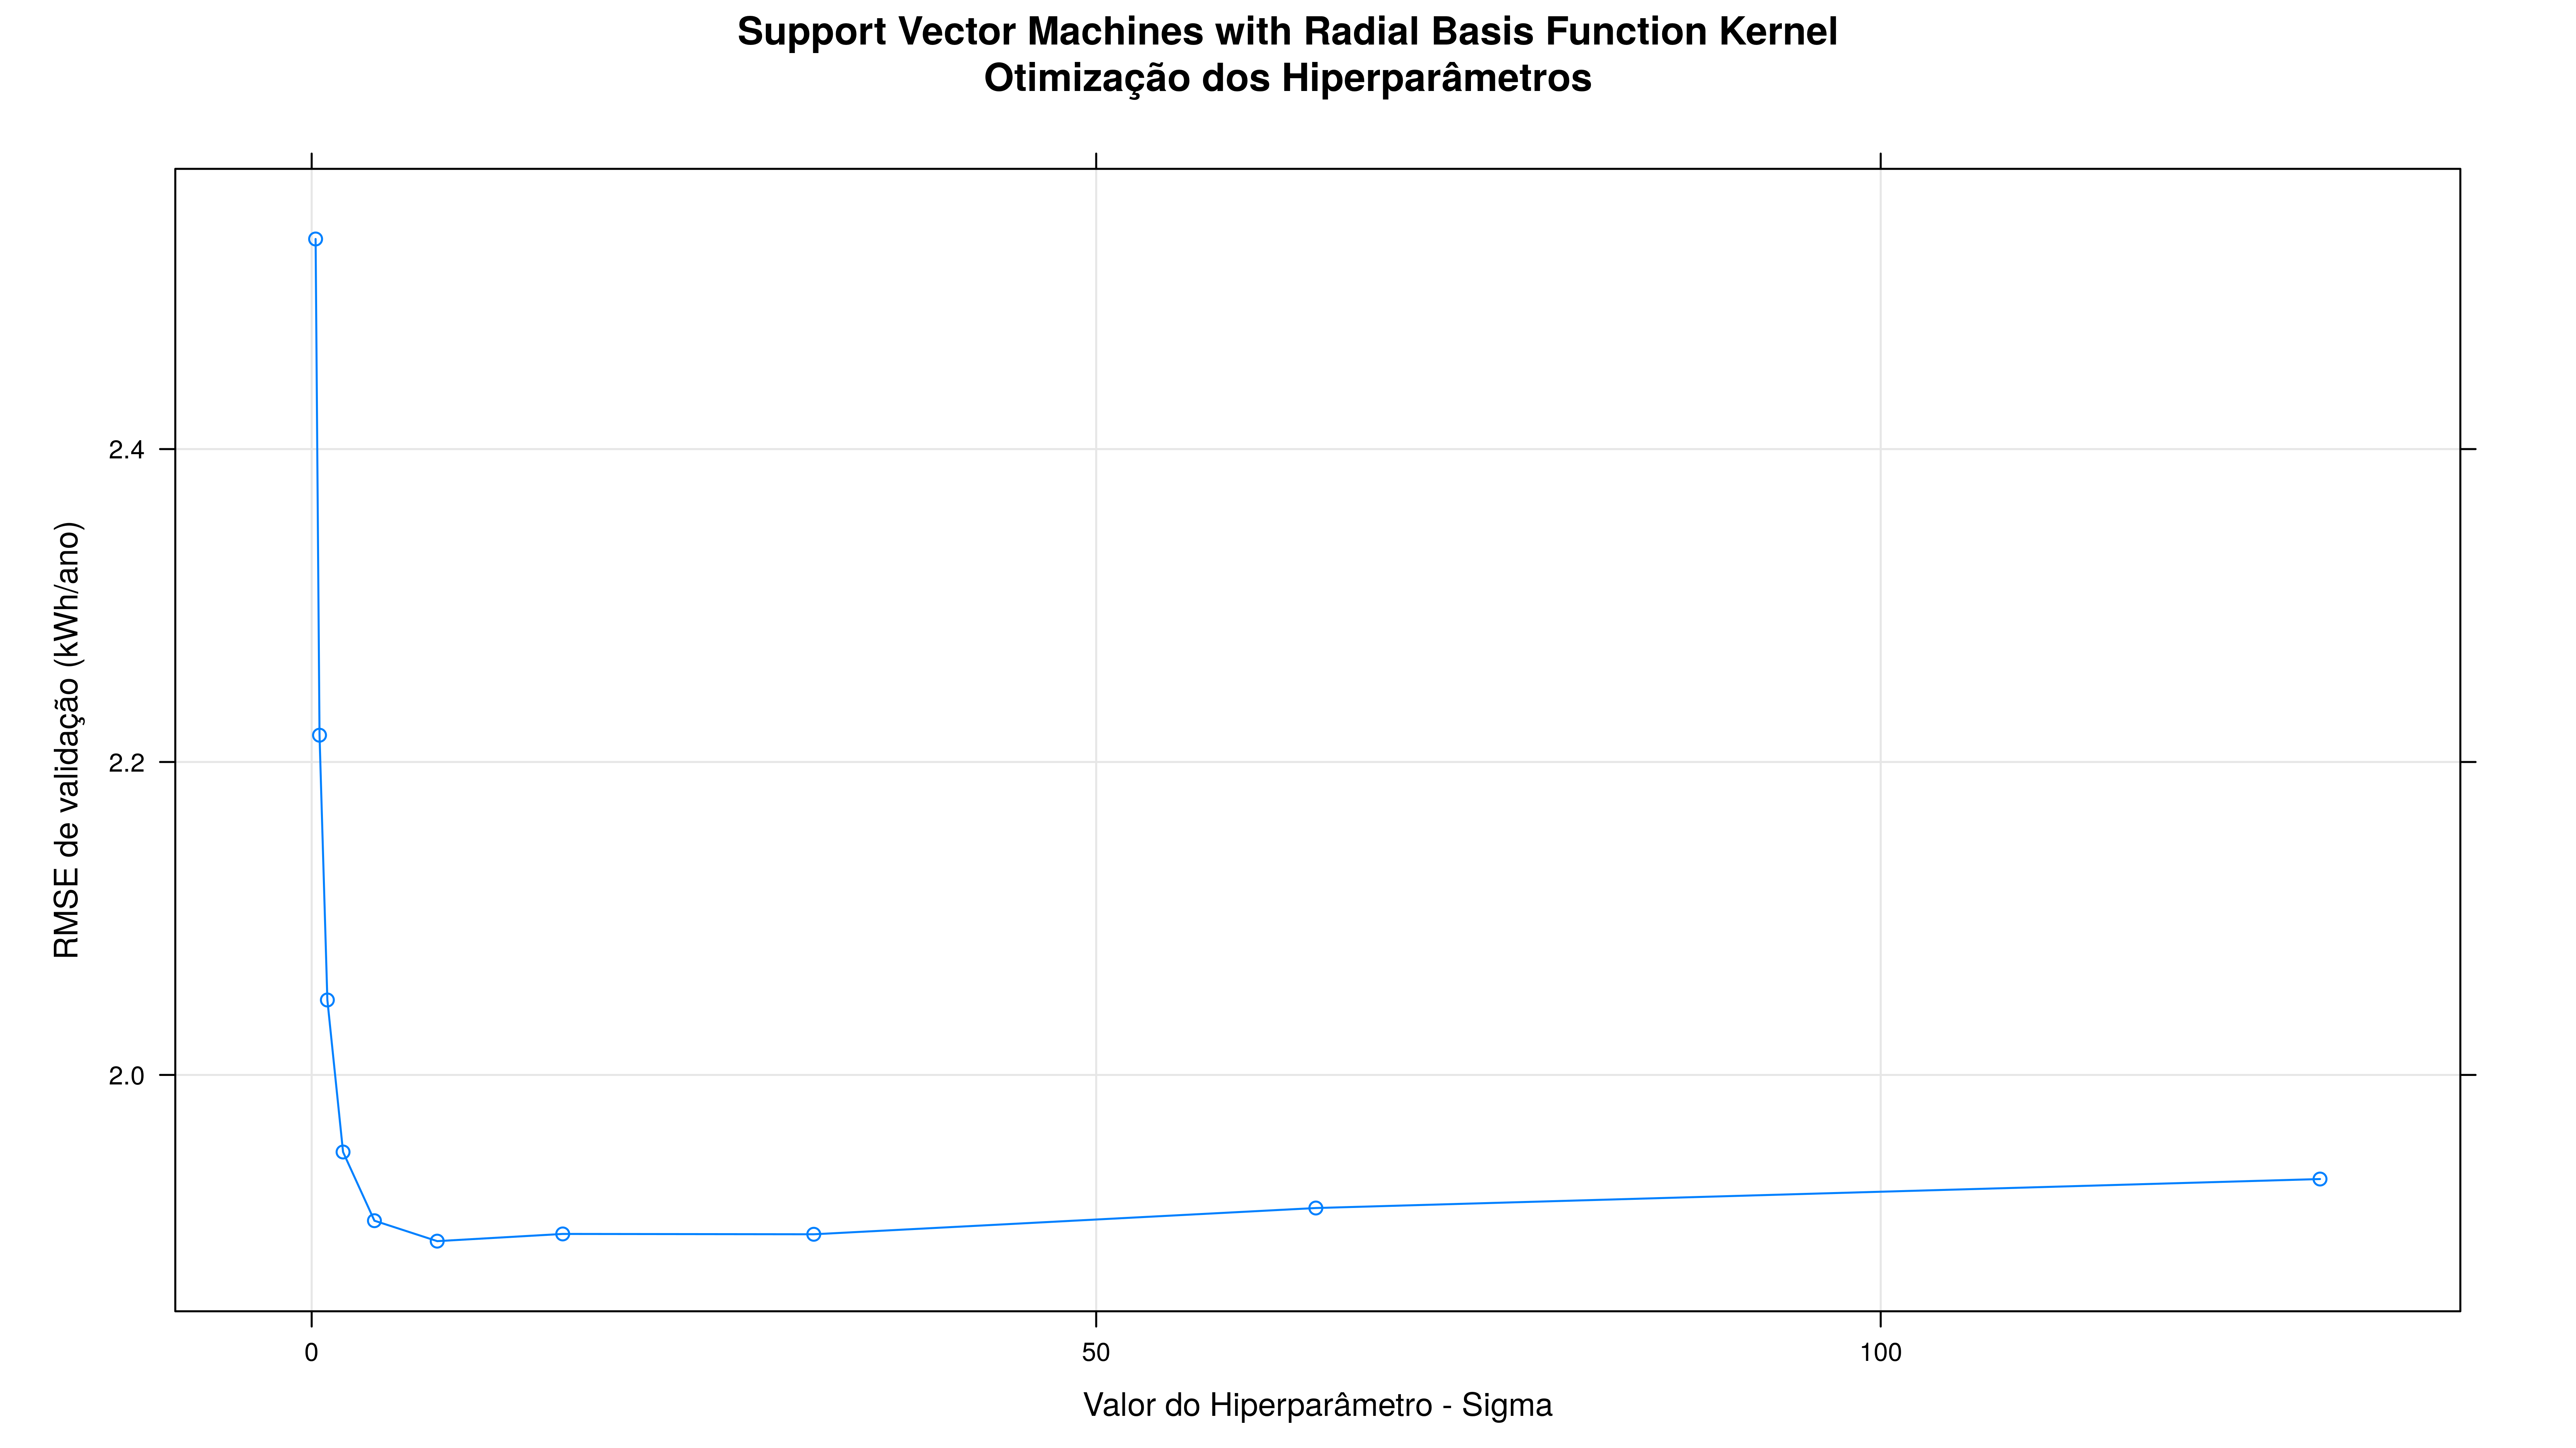 Support Vector Machines with Radial Basis Function Kernel
Otimização dos Hiperparâmetros
RMSE de validação (kWh/ano)
2.4
2.2
2.0
0
50
100
Valor do Hiperparâmetro - Sigma